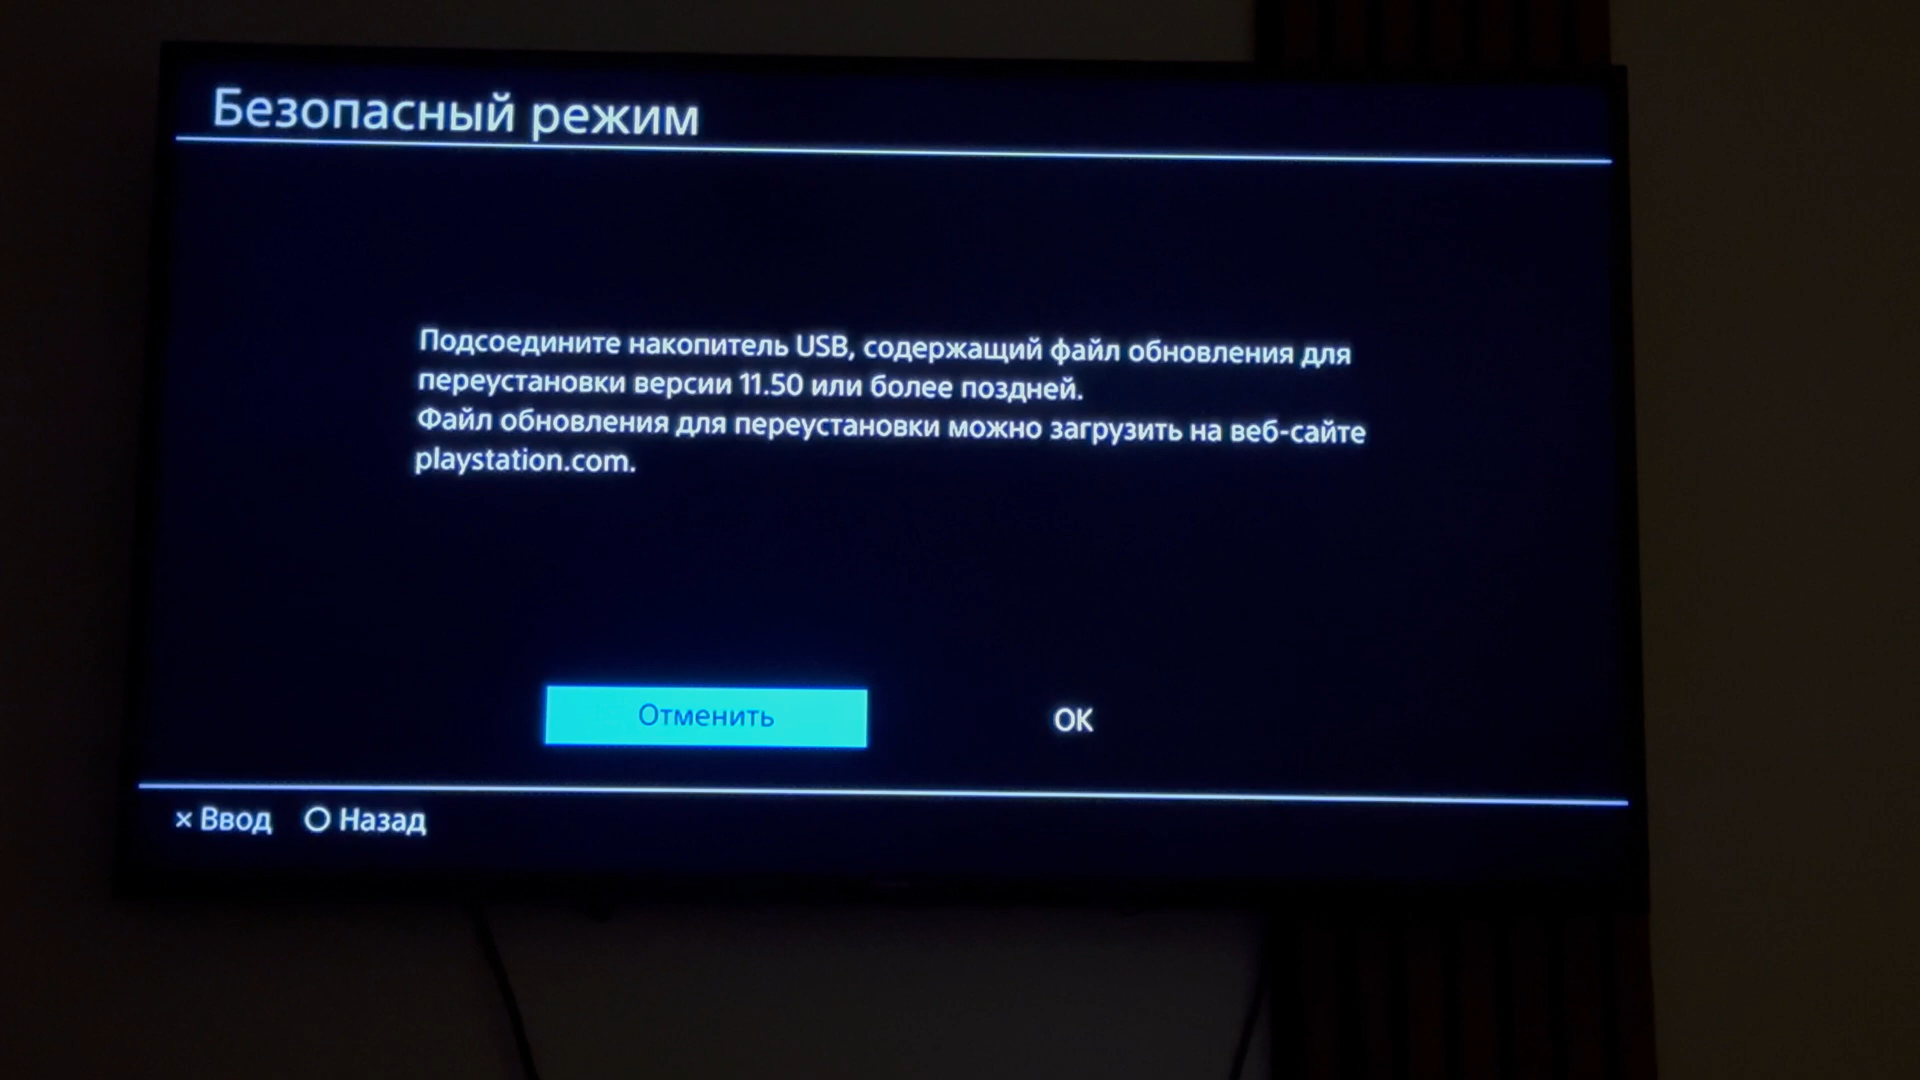 Безопасный режим
Подсоедините накопитель USB, содержащий файл обновления для
переустановки версии 11.50 или более поздней.
Файл обновления для переустановки можно загрузить на веб-сайте
playstation.com.
Отменить
OK
× Ввод ○ Назад